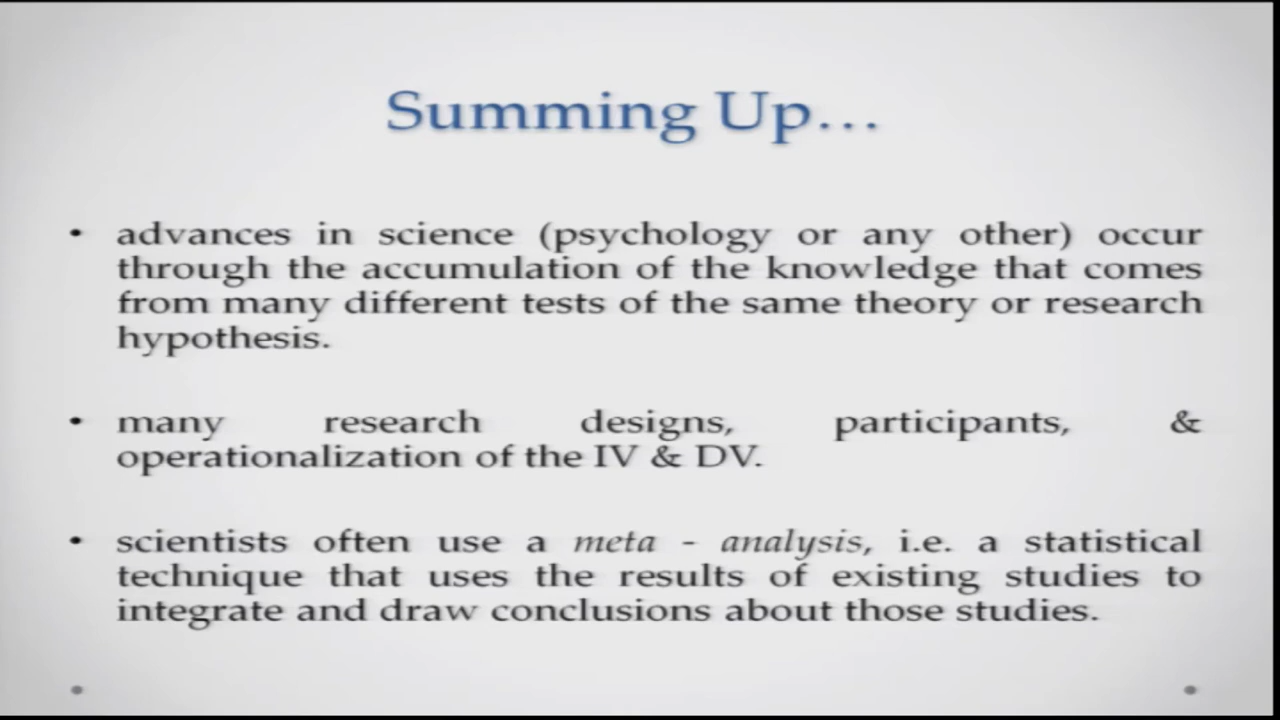 Summing Up...
• advances in science (psychology or any other) occur
through the accumulation of the knowledge that comes
from many different tests of the same theory or research
hypothesis.
• many research designs, participants, &
operationalization of the IV & DV.
• scientists often use a meta - analysis, i.e. a statistical
technique that uses the results of existing studies to
integrate and draw conclusions about those studies.